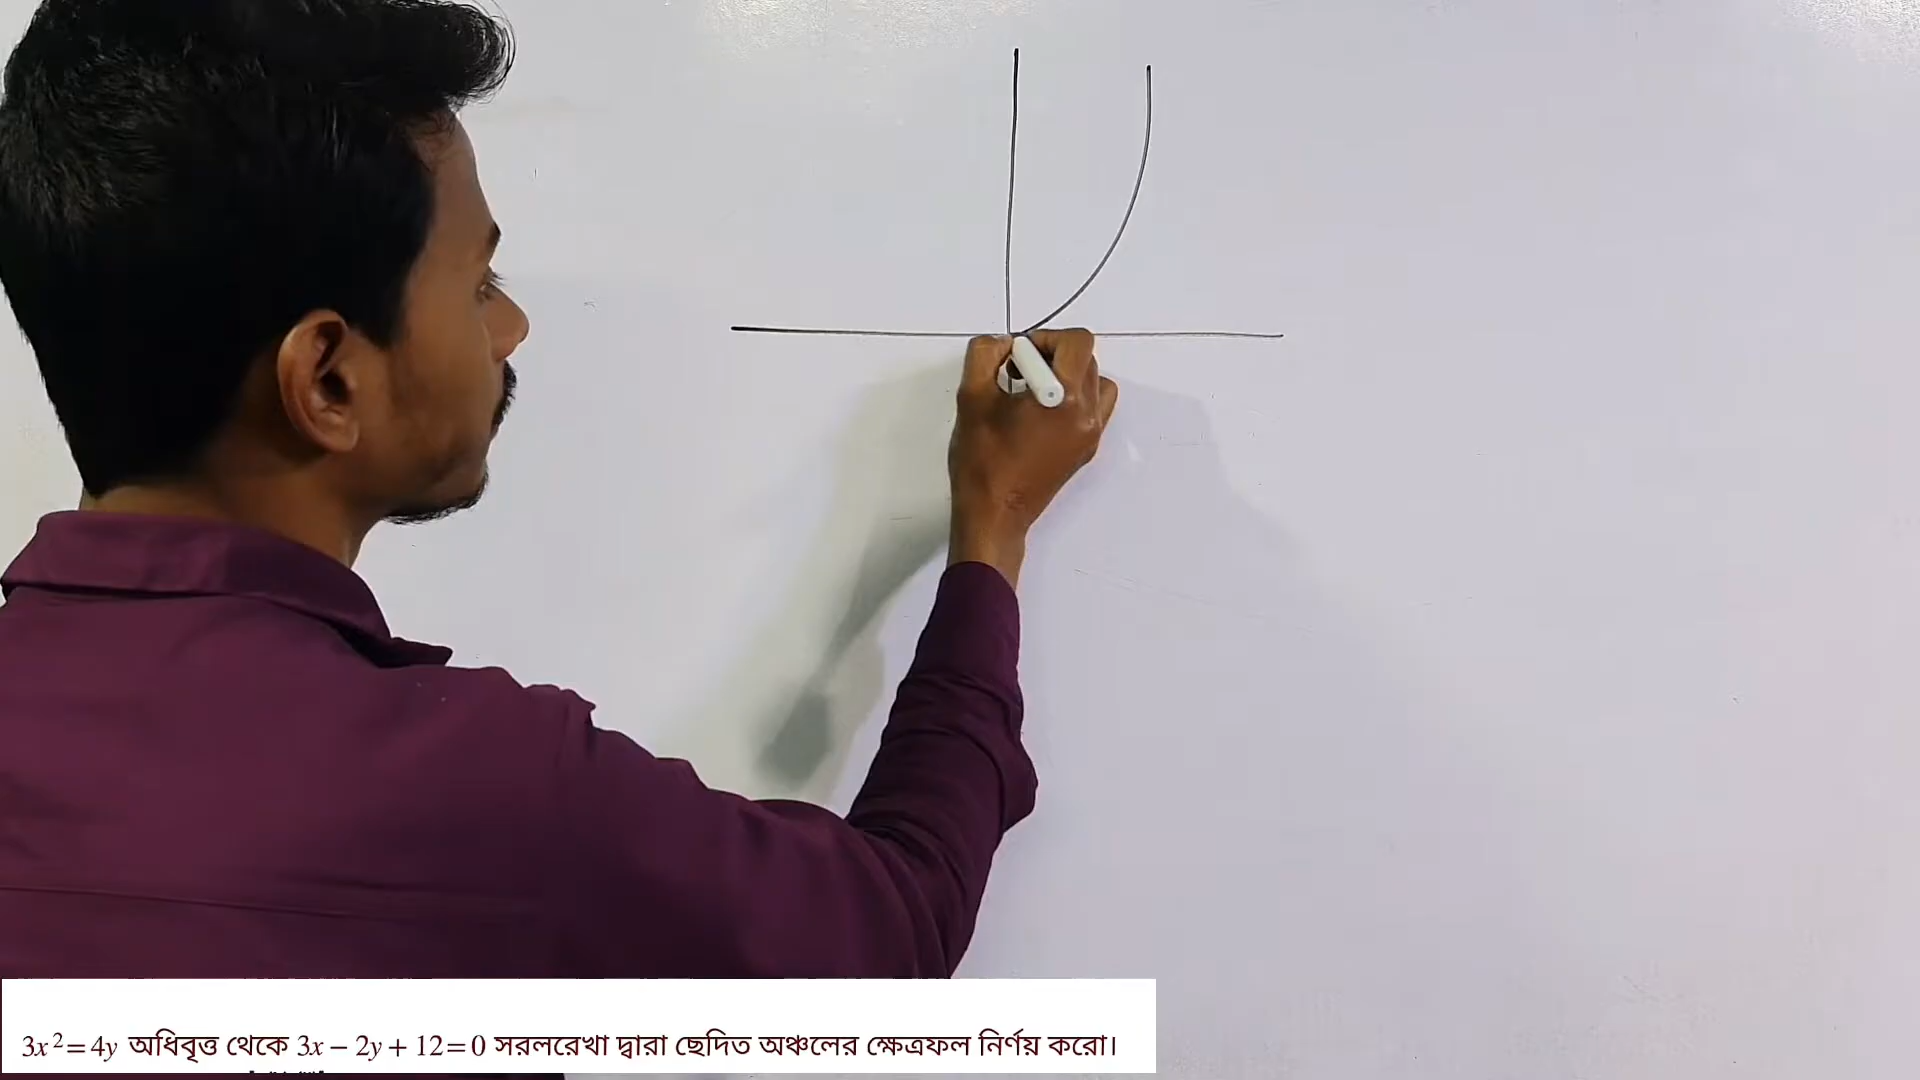 3x² = 4y অধিবৃত্ত থেকে 3x − 2y + 12 = 0 সরলরেখা দ্বারা ছেদিত অঞ্চলের ক্ষেত্রফল নির্ণয় করো।